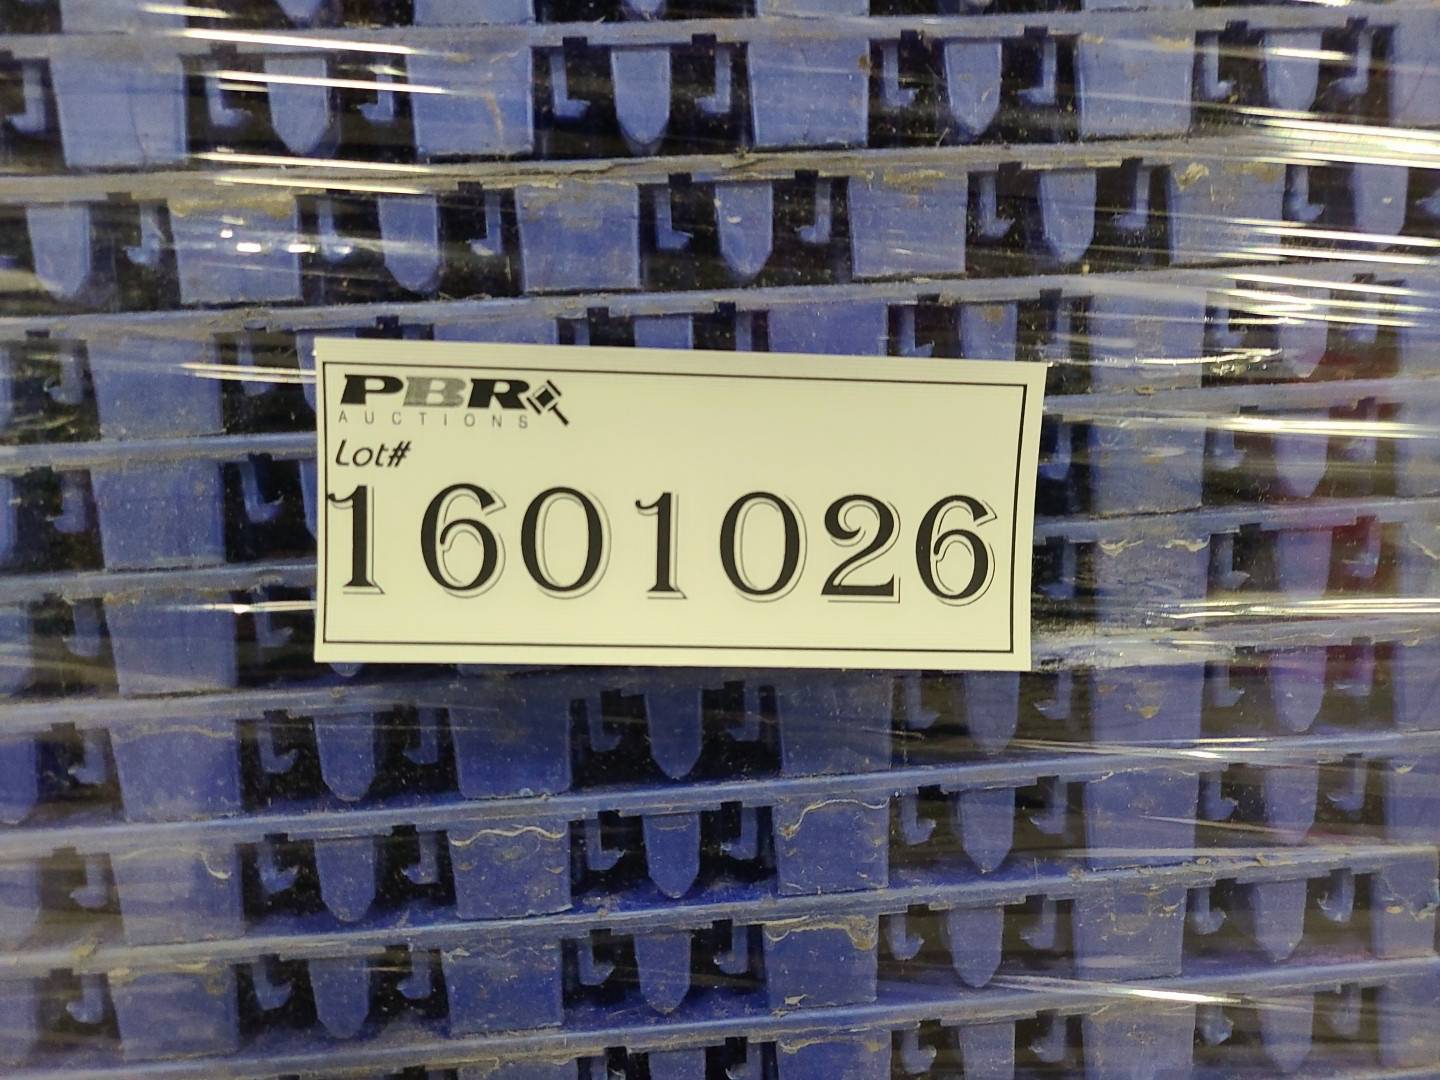 PBR
AUCTIONS
Lot#
1601026